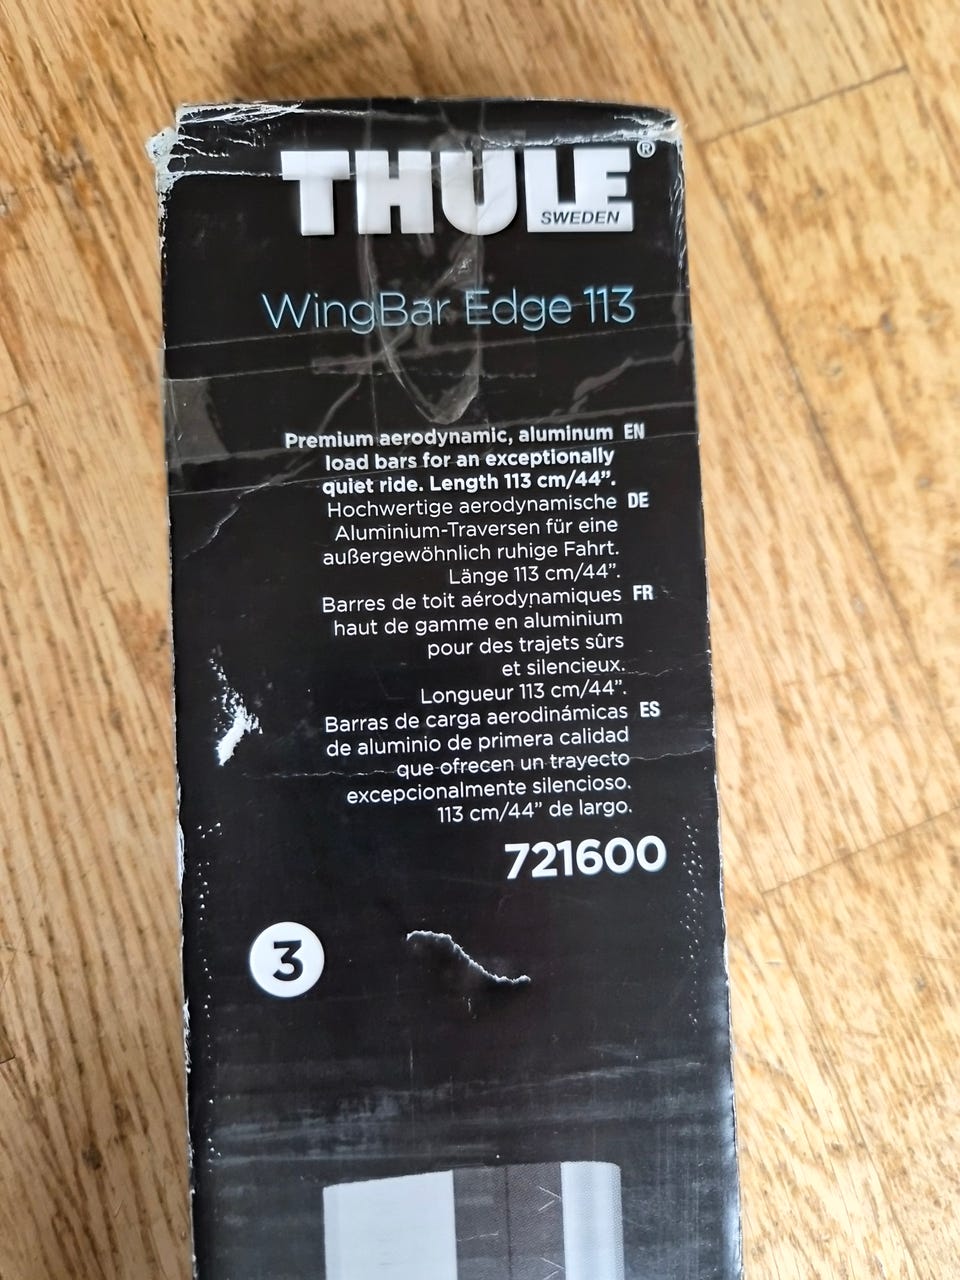 THULE®
SWEDEN
WingBar Edge 113
Premium aerodynamic, aluminum EN
load bars for an exceptionally
quiet ride. Length 113 cm/44”.
Hochwertige aerodynamische DE
Aluminium-Traversen für eine
außergewöhnlich ruhige Fahrt.
Länge 113 cm/44”.
Barres de toit aérodynamiques FR
haut de gamme en aluminium
pour des trajets sûrs
et silencieux.
Longueur 113 cm/44”.
Barras de carga aerodinámicas ES
de aluminio de primera calidad
que ofrecen un trayecto
excepcionalmente silencioso.
113 cm/44” de largo.
721600
3